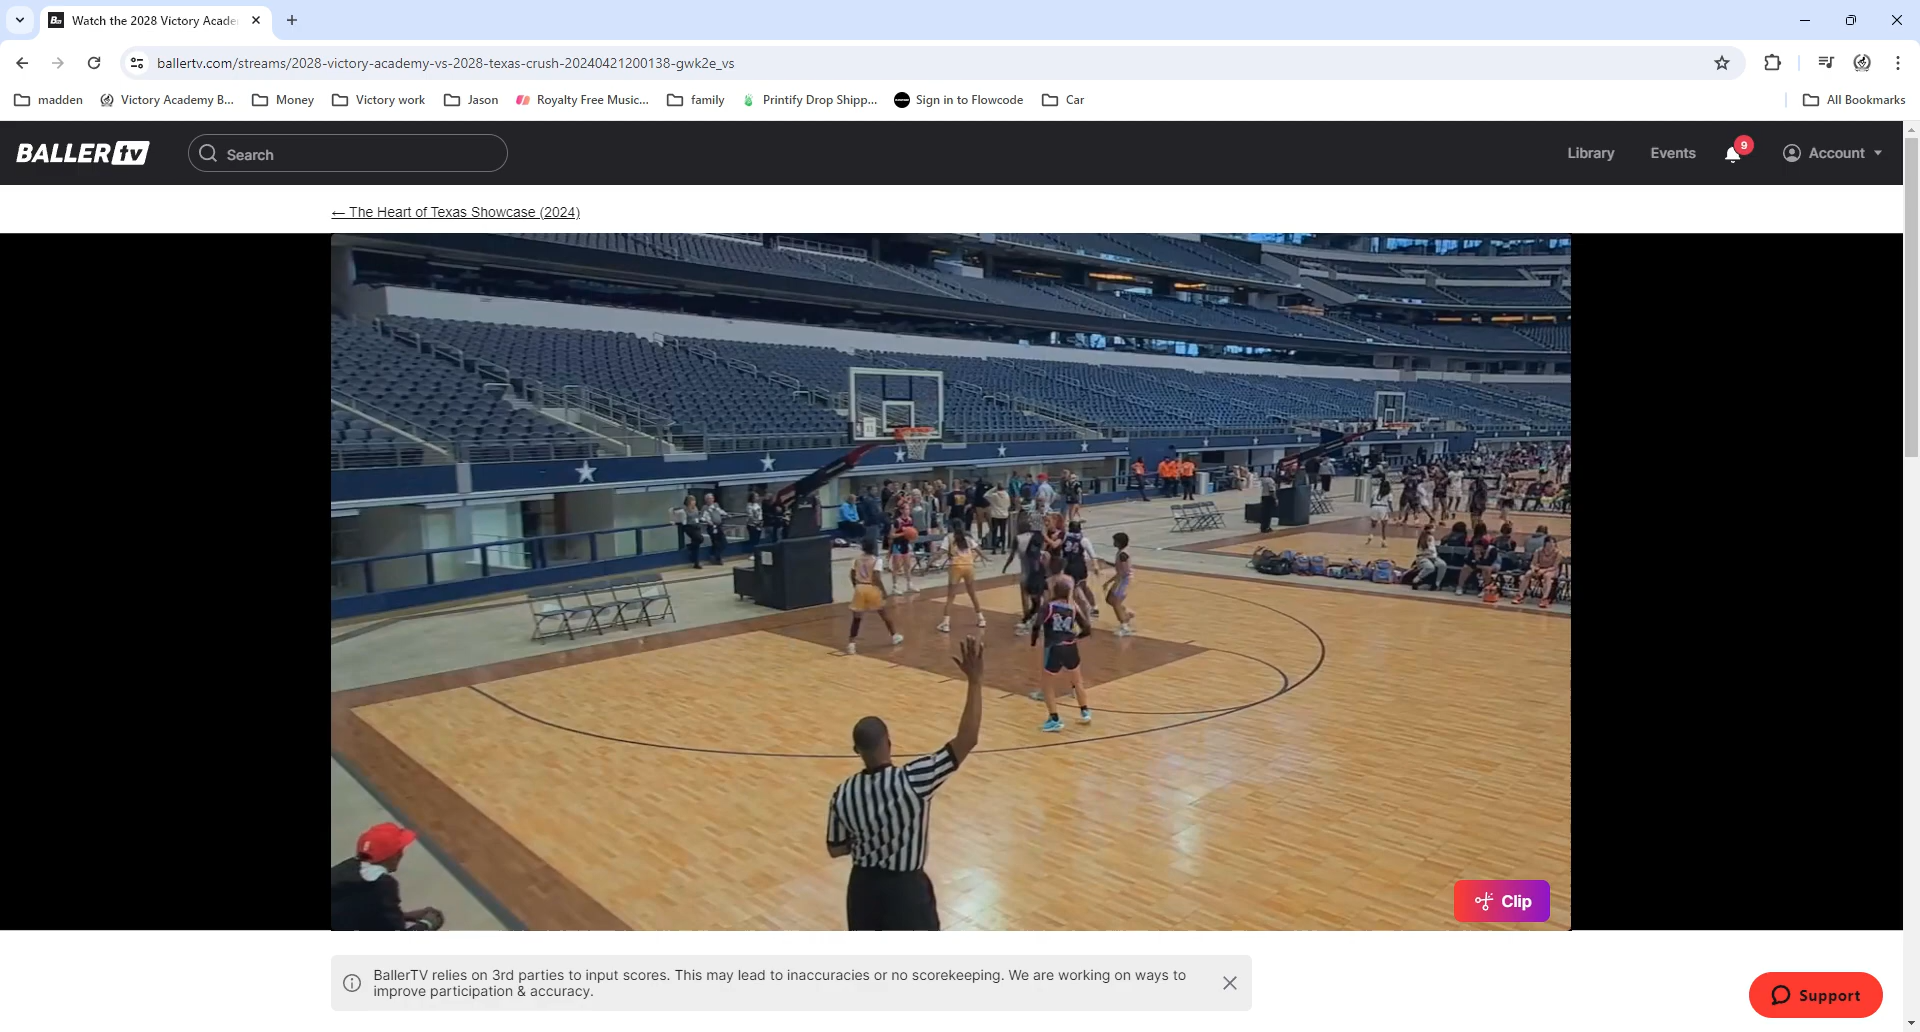 Watch the 2028 Victory Acade
ballertv.com/streams/2028-victory-academy-vs-2028-texas-crush-20240421200138-gwk2e_vs
madden
Victory Academy B...
Money
Victory work
Jason
Royalty Free Music...
family
Printify Drop Shipp...
Sign in to Flowcode
Car
All Bookmarks
BALLER tv
Search
Library
Events
9
Account
← The Heart of Texas Showcase (2024)
24
Clip
BallerTV relies on 3rd parties to input scores. This may lead to inaccuracies or no scorekeeping. We are working on ways to
improve participation & accuracy.
Support